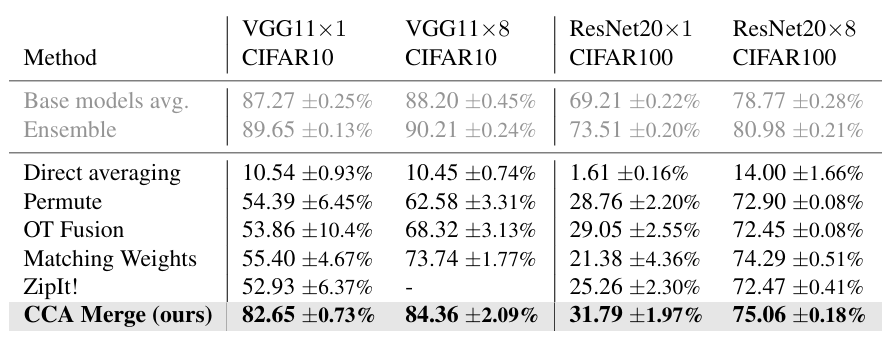 VGG11×1 VGG11×8 ResNet20×1 ResNet20×8
Method CIFAR10 CIFAR10 CIFAR100 CIFAR100
Base models avg. 87.27 ±0.25% 88.20 ±0.45% 69.21 ±0.22% 78.77 ±0.28%
Ensemble 89.65 ±0.13% 90.21 ±0.24% 73.51 ±0.20% 80.98 ±0.21%
Direct averaging 10.54 ±0.93% 10.45 ±0.74% 1.61 ±0.16% 14.00 ±1.66%
Permute 54.39 ±6.45% 62.58 ±3.31% 28.76 ±2.20% 72.90 ±0.08%
OT Fusion 53.86 ±10.4% 68.32 ±3.13% 29.05 ±2.55% 72.45 ±0.08%
Matching Weights 55.40 ±4.67% 73.74 ±1.77% 21.38 ±4.36% 74.29 ±0.51%
ZipIt! 52.93 ±6.37% - 25.26 ±2.30% 72.47 ±0.41%
CCA Merge (ours) 82.65 ±0.73% 84.36 ±2.09% 31.79 ±1.97% 75.06 ±0.18%